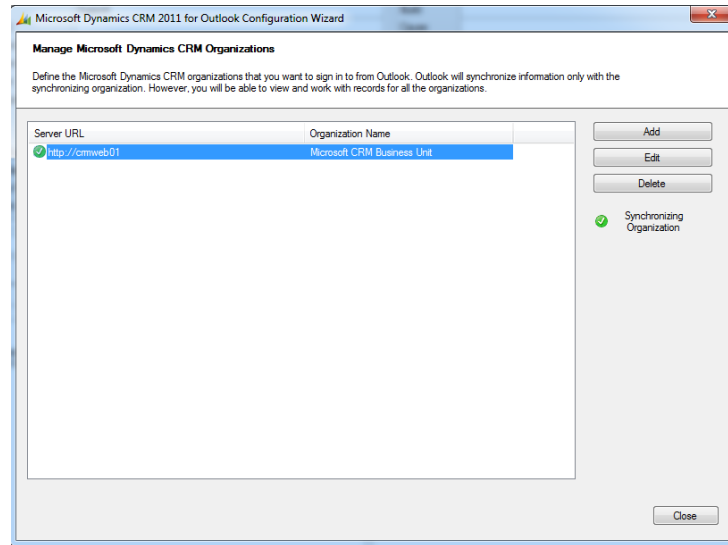 Microsoft Dynamics CRM 2011 for Outlook Configuration Wizard
Manage Microsoft Dynamics CRM Organizations
Define the Microsoft Dynamics CRM organizations that you want to sign in to from Outlook. Outlook will synchronize information only with the
synchronizing organization. However, you will be able to view and work with records for all the organizations.
Server URL Organization Name
http://crmweb01 Microsoft CRM Business Unit
Add
Edit
Delete
Synchronizing
Organization
Close